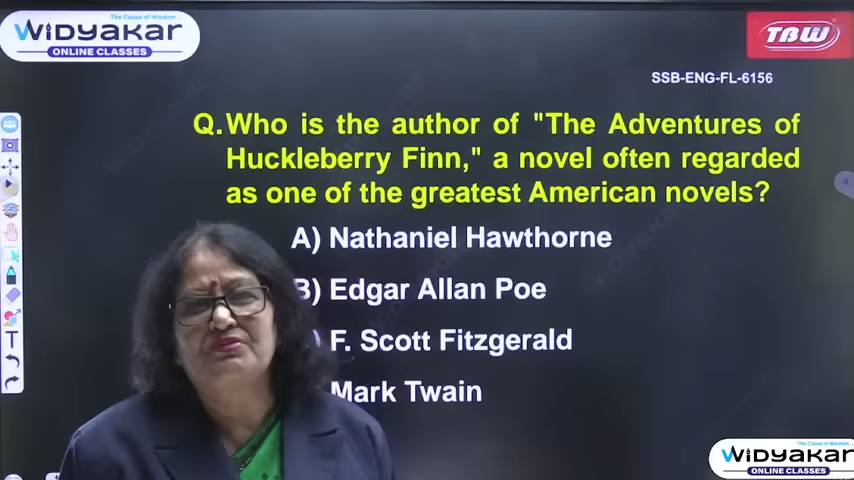 The Cause of Wisdom ...
WIDYAKAR
ONLINE CLASSES
TBW
SSB-ENG-FL-6156
Q. Who is the author of "The Adventures of
Huckleberry Finn," a novel often regarded
as one of the greatest American novels?
A) Nathaniel Hawthorne
B) Edgar Allan Poe
) F. Scott Fitzgerald
Mark Twain
T
The Cause of Wisdom ...
WIDYAKAR
ONLINE CLASSES